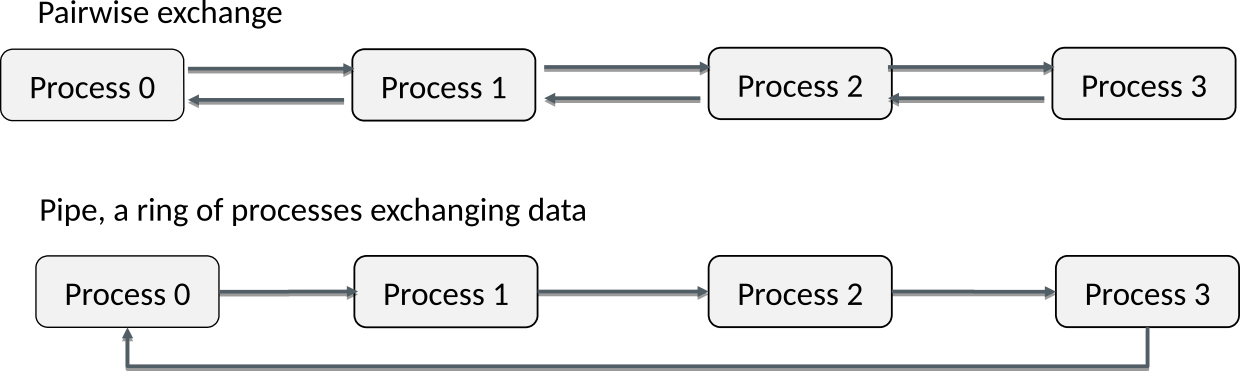 Pairwise exchange
Process 0
Process 1
Process 2
Process 3
Pipe, a ring of processes exchanging data
Process 0
Process 1
Process 2
Process 3